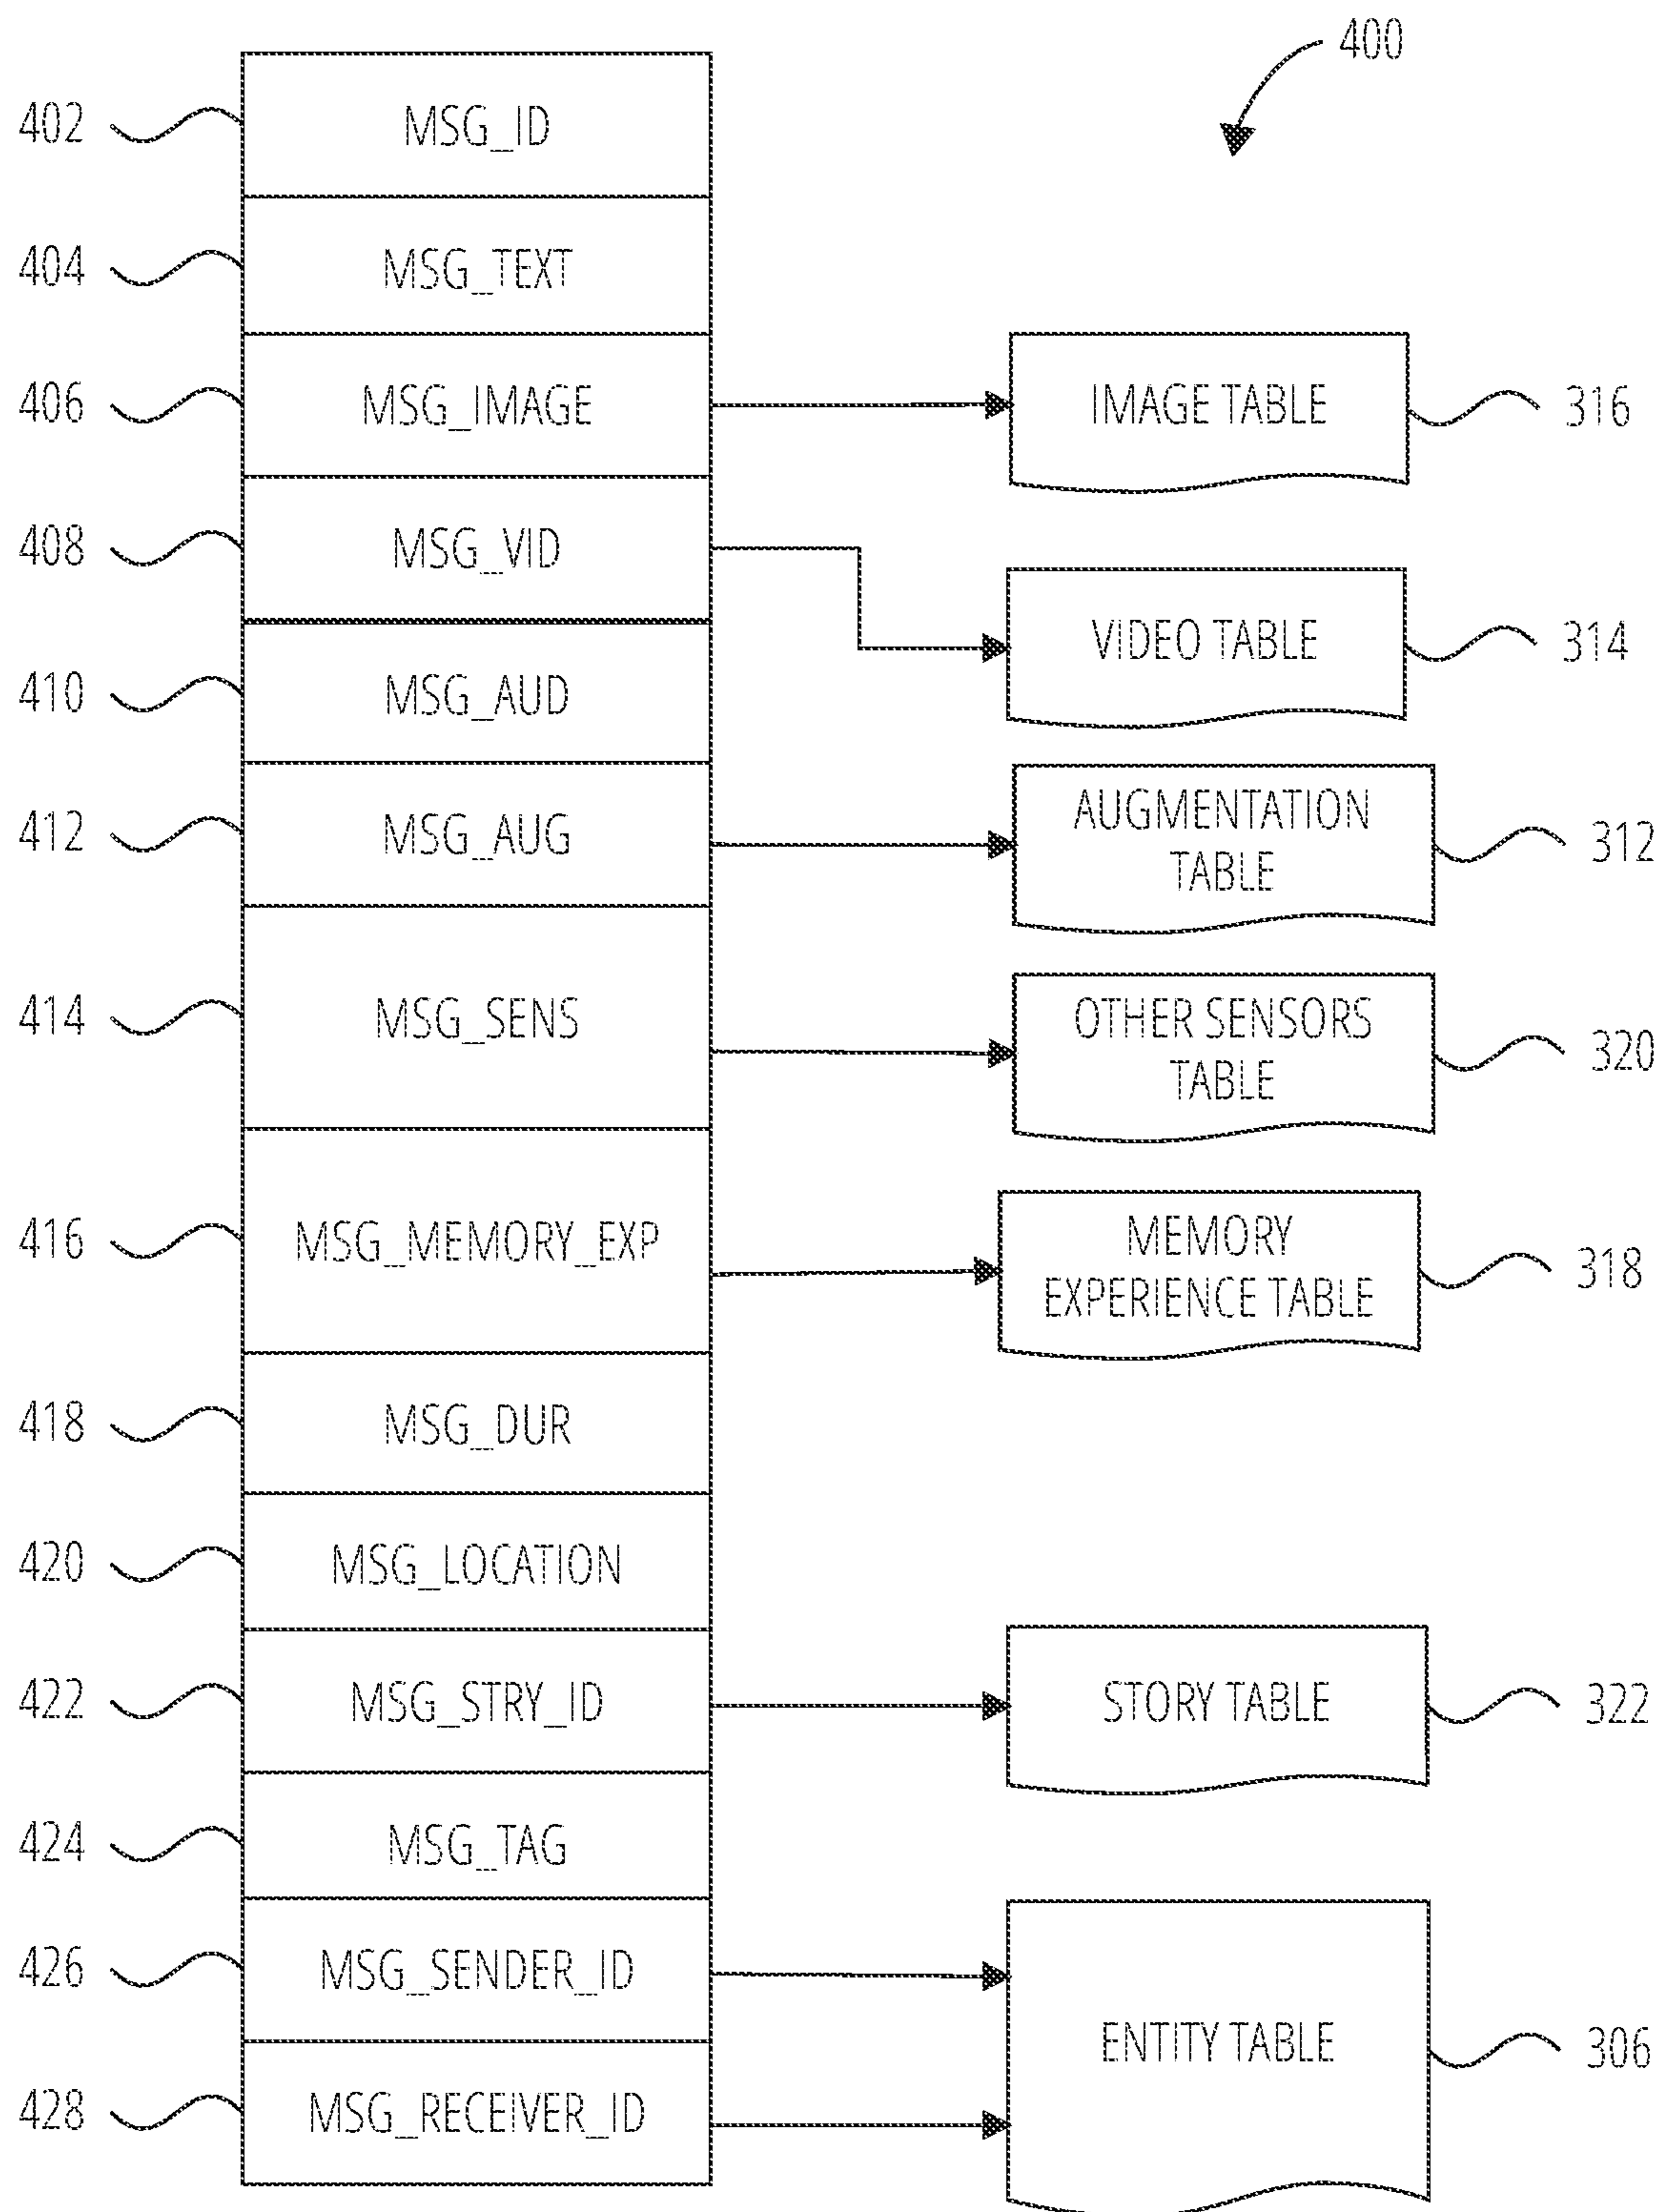 400
402 MSG_ID
404 MSG_TEXT
406 MSG_IMAGE IMAGE TABLE 316
408 MSG_VID
VIDEO TABLE 314
410 MSG_AUD
412 MSG_AUG
AUGMENTATION
TABLE
312
414 MSG_SENS
OTHER SENSORS
TABLE
320
416 MSG_MEMORY_EXP
MEMORY
EXPERIENCE TABLE
318
418 MSG_DUR
420 MSG_LOCATION
422 MSG_STRY_ID STORY TABLE 322
424 MSG_TAG
426 MSG_SENDER_ID
ENTITY TABLE 306
428 MSG_RECEIVER_ID